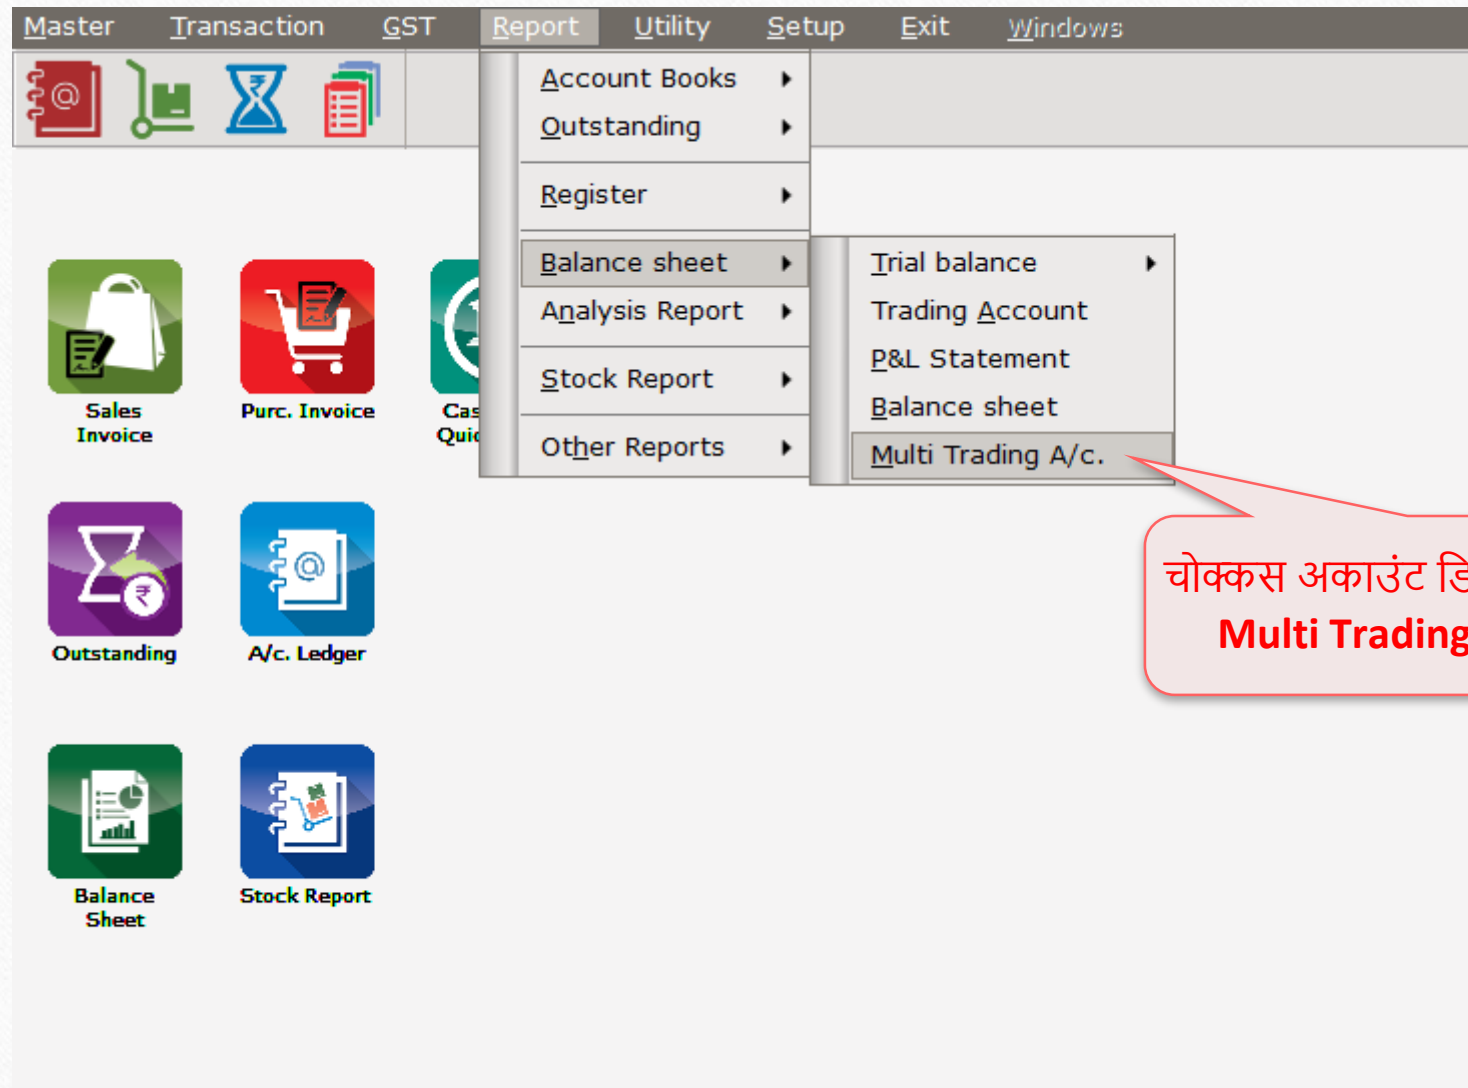 Master Transaction GST Report Utility Setup Exit Windows
Account Books
Outstanding
Register
Balance sheet
Analysis Report
Stock Report
Other Reports
Trial balance
Trading Account
P&L Statement
Balance sheet
Multi Trading A/c.
Sales
Invoice
Purc. Invoice
Outstanding
A/c. Ledger
Balance
Sheet
Stock Report
चोक्कस अकाउंट
Multi Trading